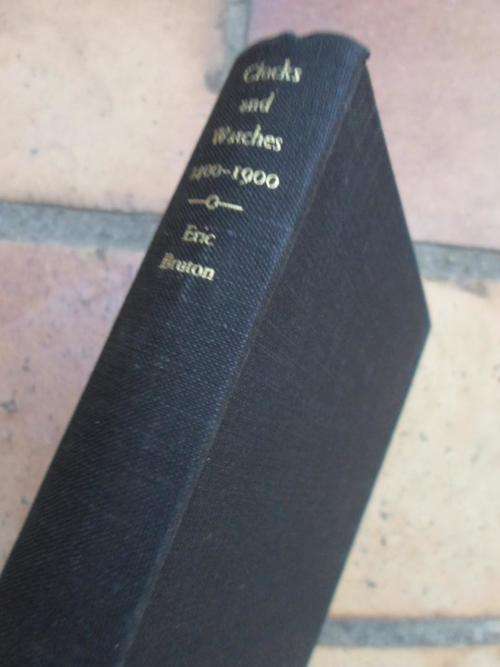 Clocks
and
Watches
1400-1900
Eric
Bruton